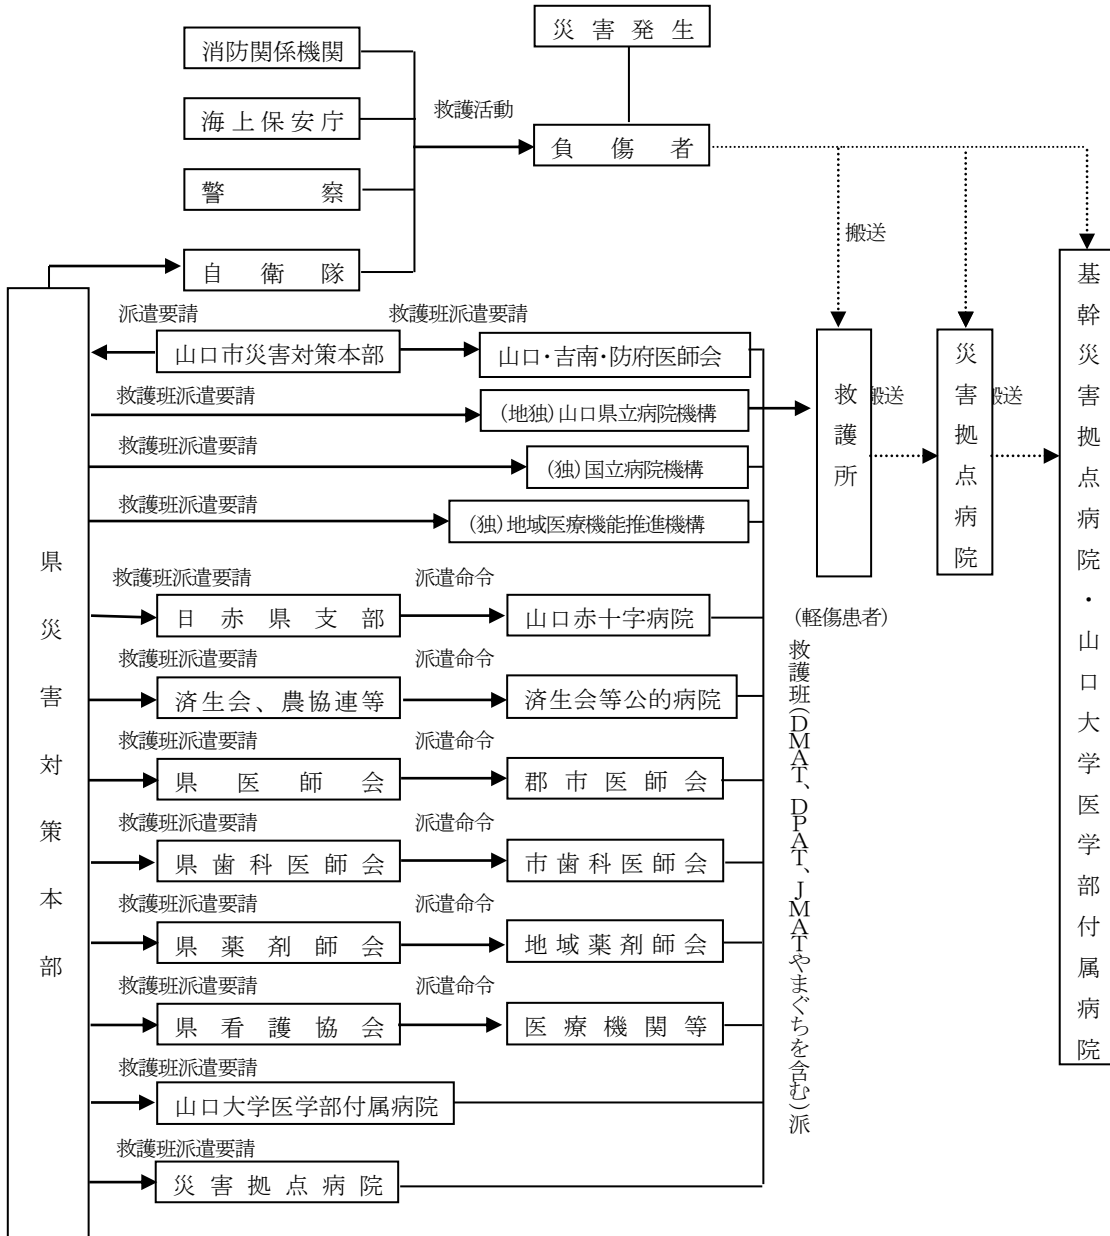 災害発生
消防関係機関
海上保安庁
救護活動
負傷者
警察
搬送
自衛隊
派遣要請
救護班派遣要請
山口市災害対策本部
山口・吉南・防府医師会
救護班派遣要請
(地独)山口県立病院機構
救護班派遣要請
(独)国立病院機構
救護班派遣要請
(独)地域医療機能推進機構
救護所
搬送
災害拠点病院
搬送
基幹災害拠点病院・山口大学医学部付属病院
県災害対策本部
救護班派遣要請
派遣命令
日赤県支部
山口赤十字病院
(軽傷患者)
救護班派遣要請
派遣命令
済生会、農協連等
済生会等公的病院
救護班派遣要請
派遣命令
県医師会
郡市医師会
救護班派遣要請
派遣命令
県歯科医師会
市歯科医師会
救護班派遣要請
派遣命令
県薬剤師会
地域薬剤師会
救護班派遣要請
派遣命令
県看護協会
医療機関等
救護班(DMAT、DPAT、JMATやまぐちを含む)派
救護班派遣要請
山口大学医学部付属病院
救護班派遣要請
災害拠点病院